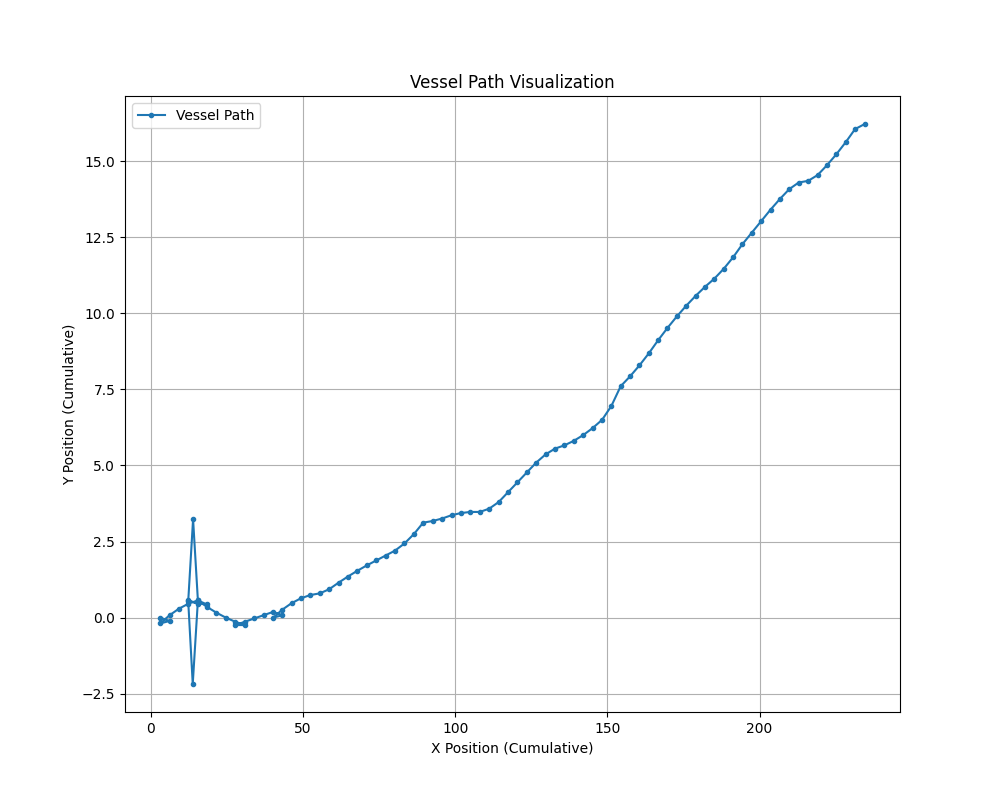 Vessel Path Visualization
Vessel Path
15.0
12.5
10.0
7.5
5.0
2.5
0.0
−2.5
Y Position (Cumulative)
0 50 100 150 200
X Position (Cumulative)